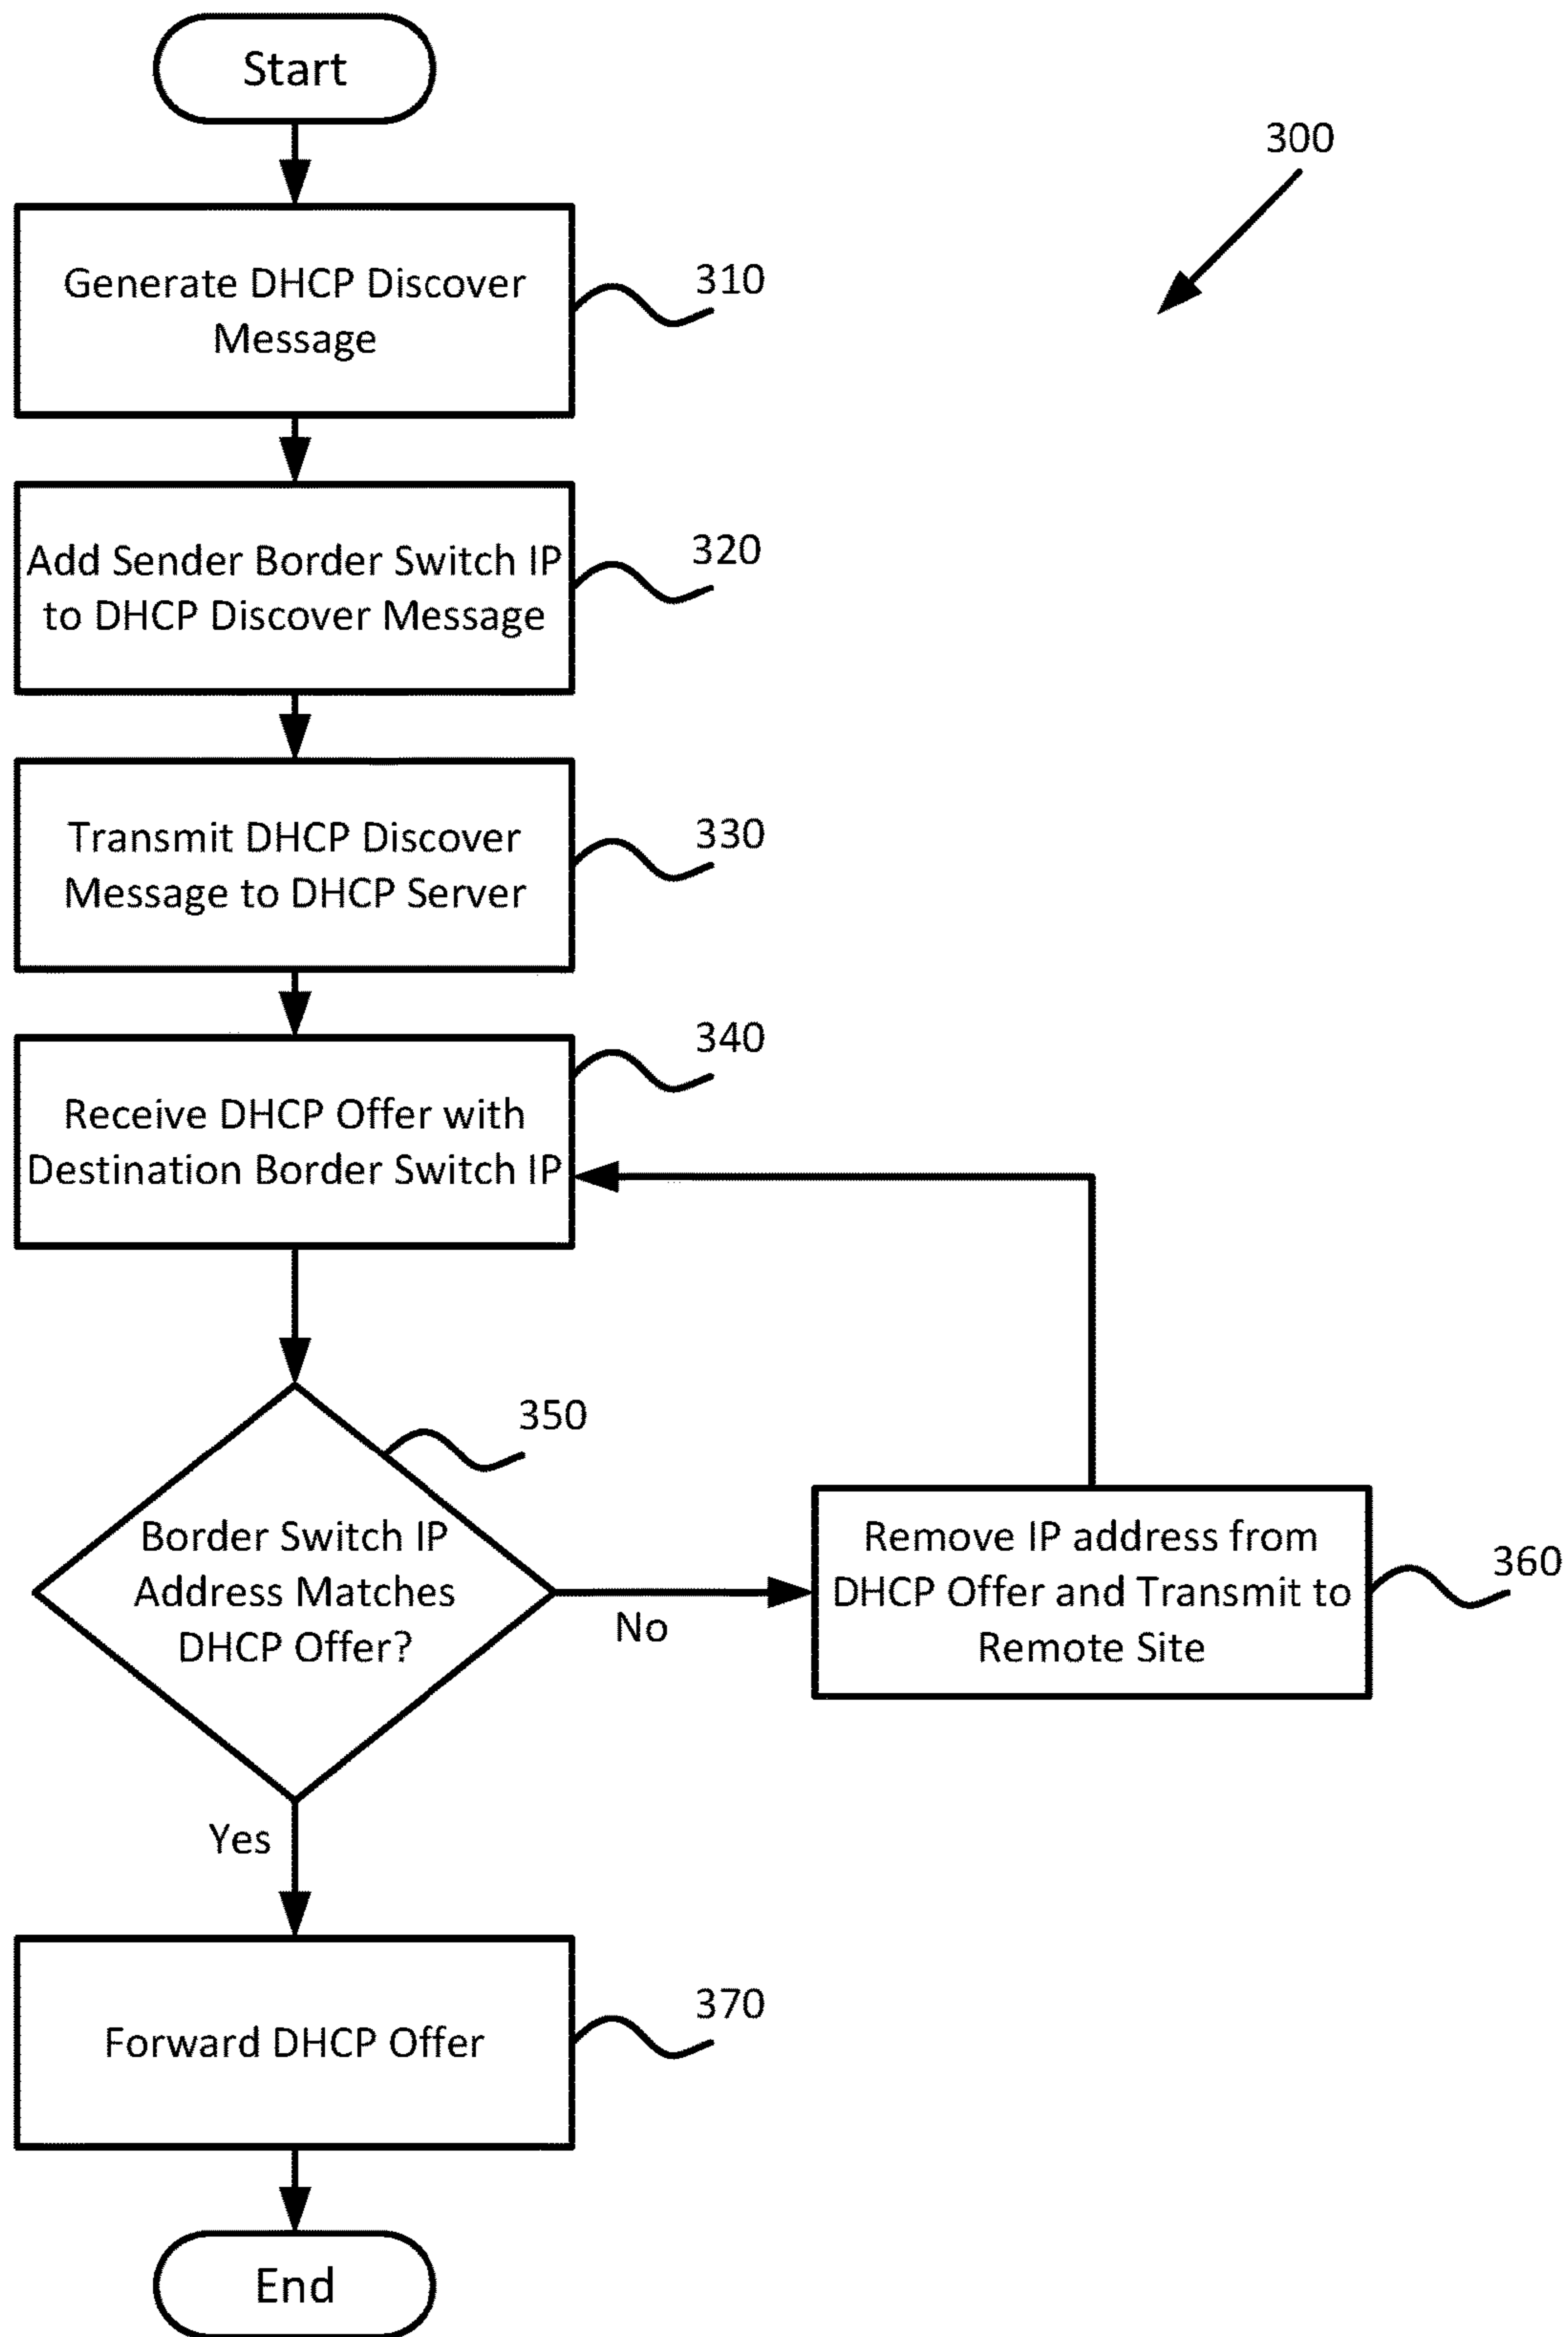 Start
300
Generate DHCP Discover
Message
310
Add Sender Border Switch IP
to DHCP Discover Message
320
Transmit DHCP Discover
Message to DHCP Server
330
340
Receive DHCP Offer with
Destination Border Switch IP
350
Border Switch IP
Address Matches
DHCP Offer?
No
Remove IP address from
DHCP Offer and Transmit to
Remote Site
360
Yes
Forward DHCP Offer
370
End